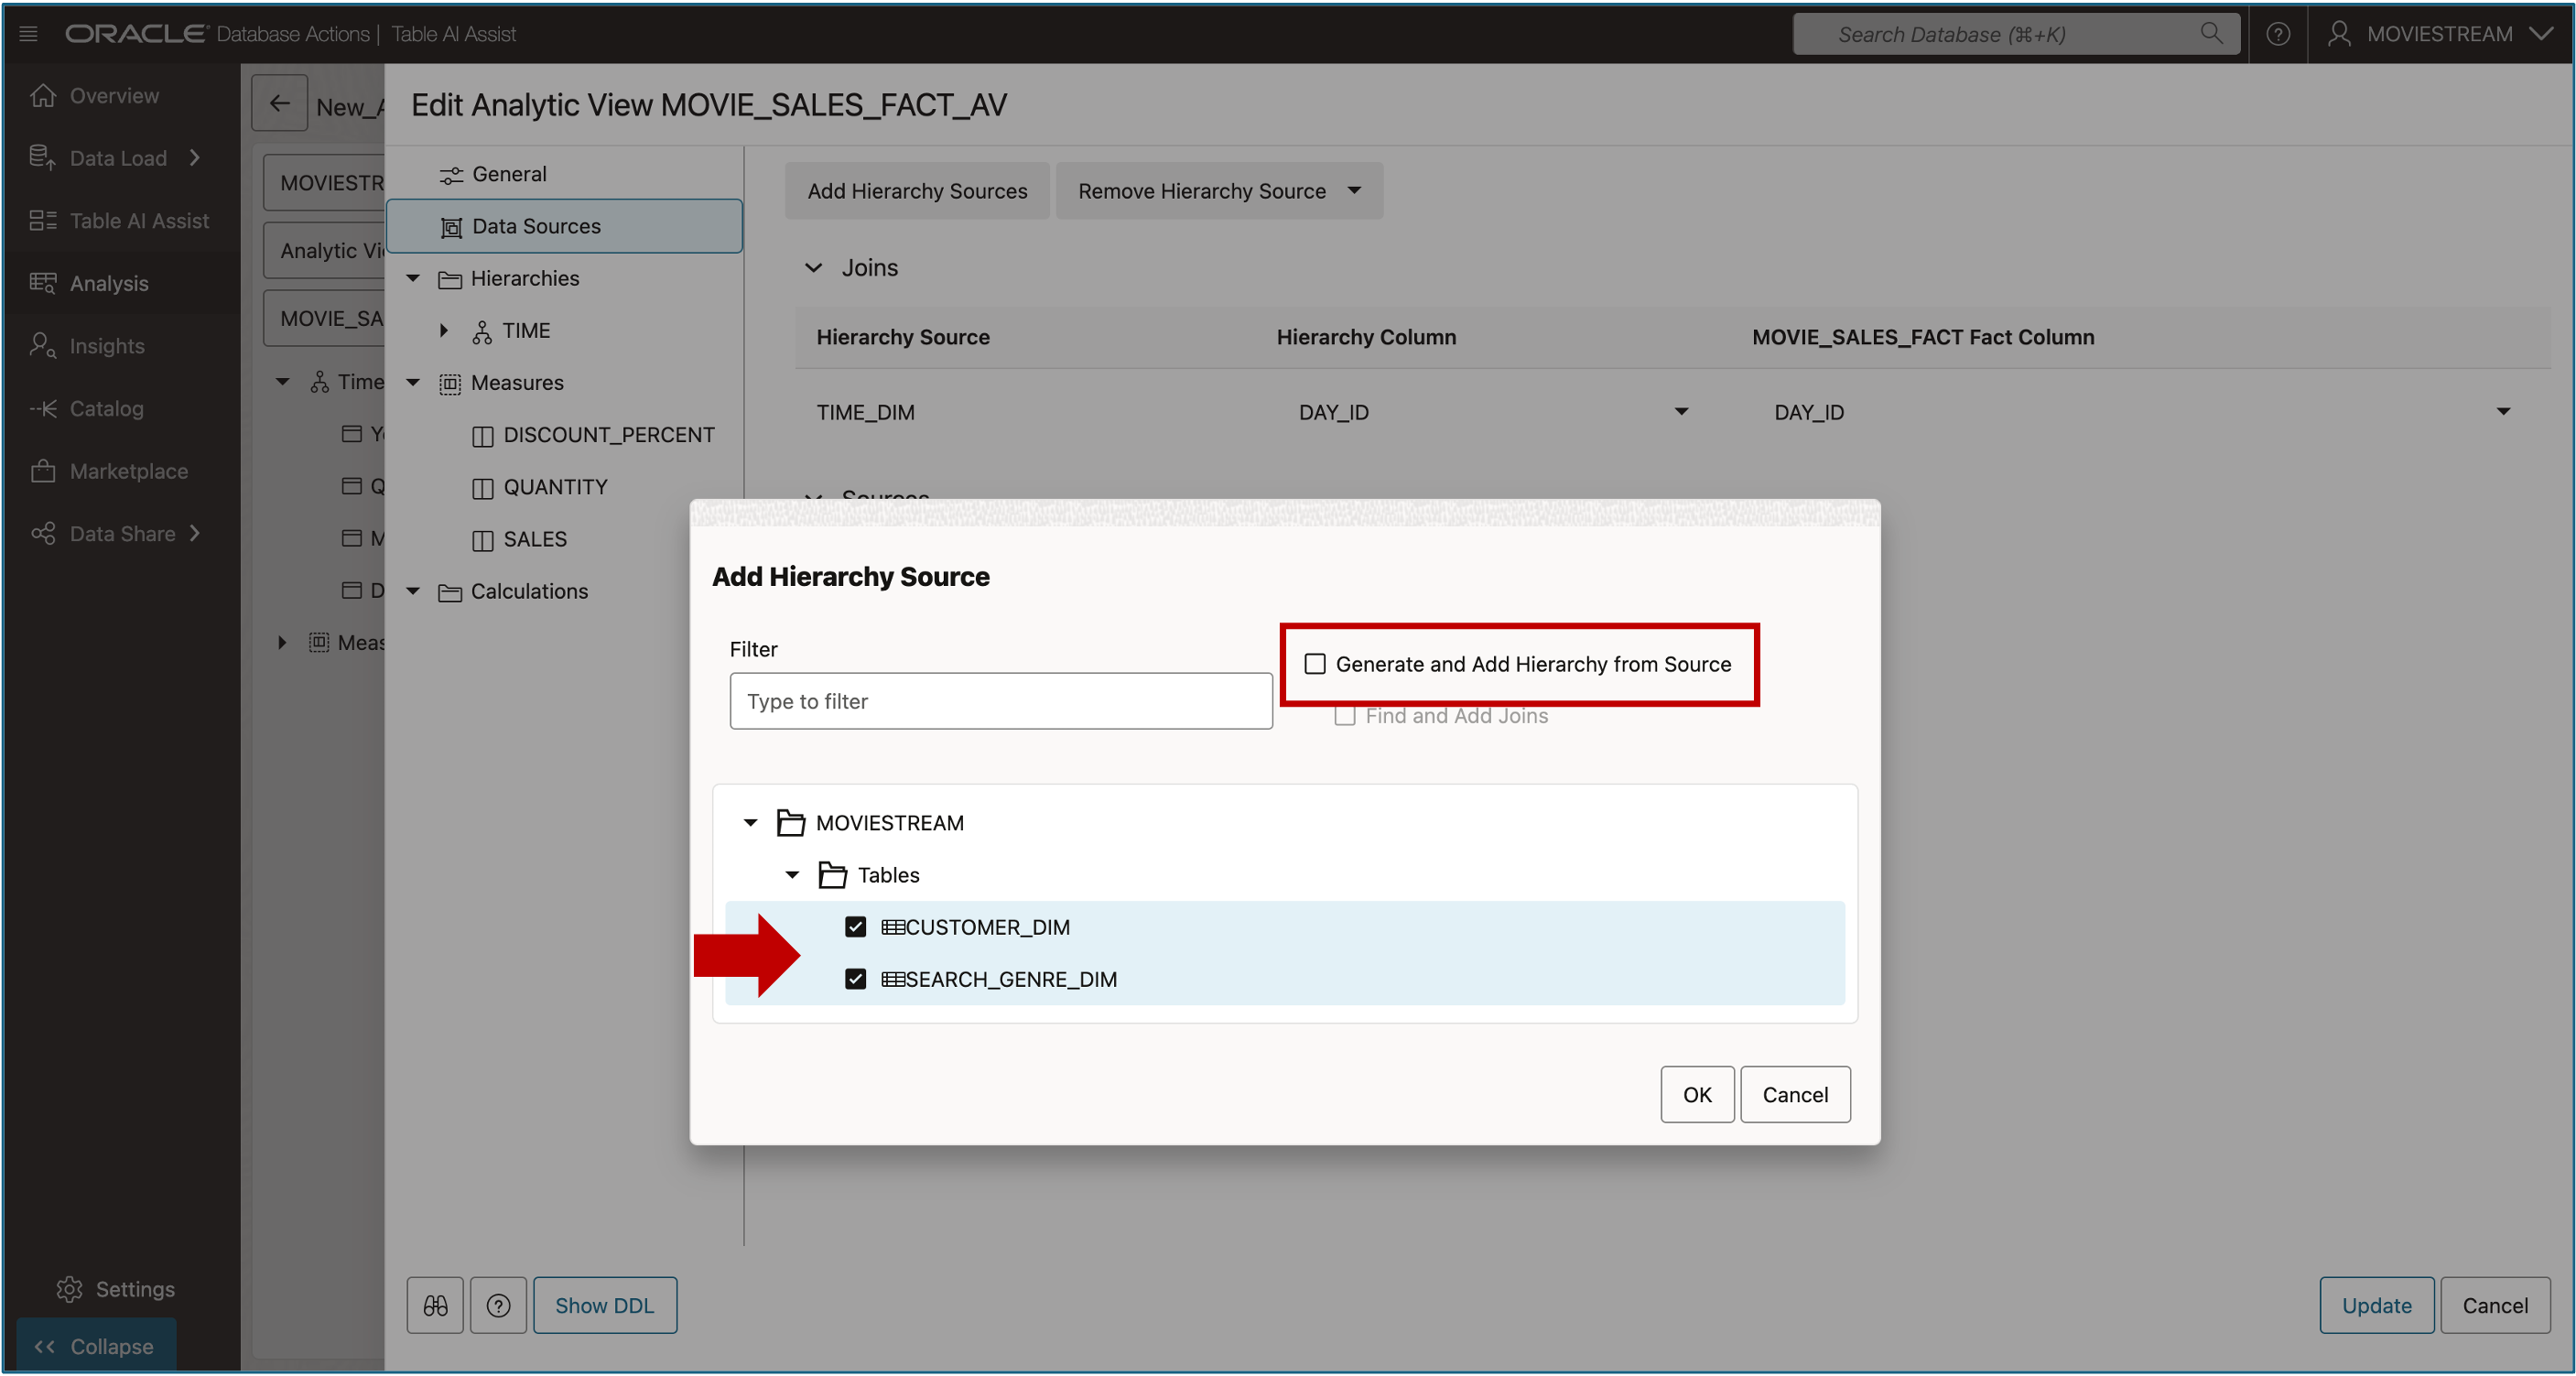 ORACLE Database Actions | Table AI Assist
Search Database (⌘+K)
MOVIESTREAM
Overview
Data Load
Table AI Assist
Analysis
Insights
Catalog
Marketplace
Data Share
Settings
Collapse
New_A
MOVIESTR
Analytic Vi
MOVIE_SA
Time
Q
M
D
Meas
Edit Analytic View MOVIE_SALES_FACT_AV
General
Data Sources
Hierarchies
TIME
Measures
DISCOUNT_PERCENT
QUANTITY
SALES
Calculations
Add Hierarchy Sources
Remove Hierarchy Source
Joins
Hierarchy Source Hierarchy Column MOVIE_SALES_FACT Fact Column
TIME_DIM DAY_ID DAY_ID
Sources
Add Hierarchy Source
Filter
Type to filter
Generate and Add Hierarchy from Source
Find and Add Joins
MOVIESTREAM
Tables
CUSTOMER_DIM
SEARCH_GENRE_DIM
OK
Cancel
Show DDL
Update
Cancel